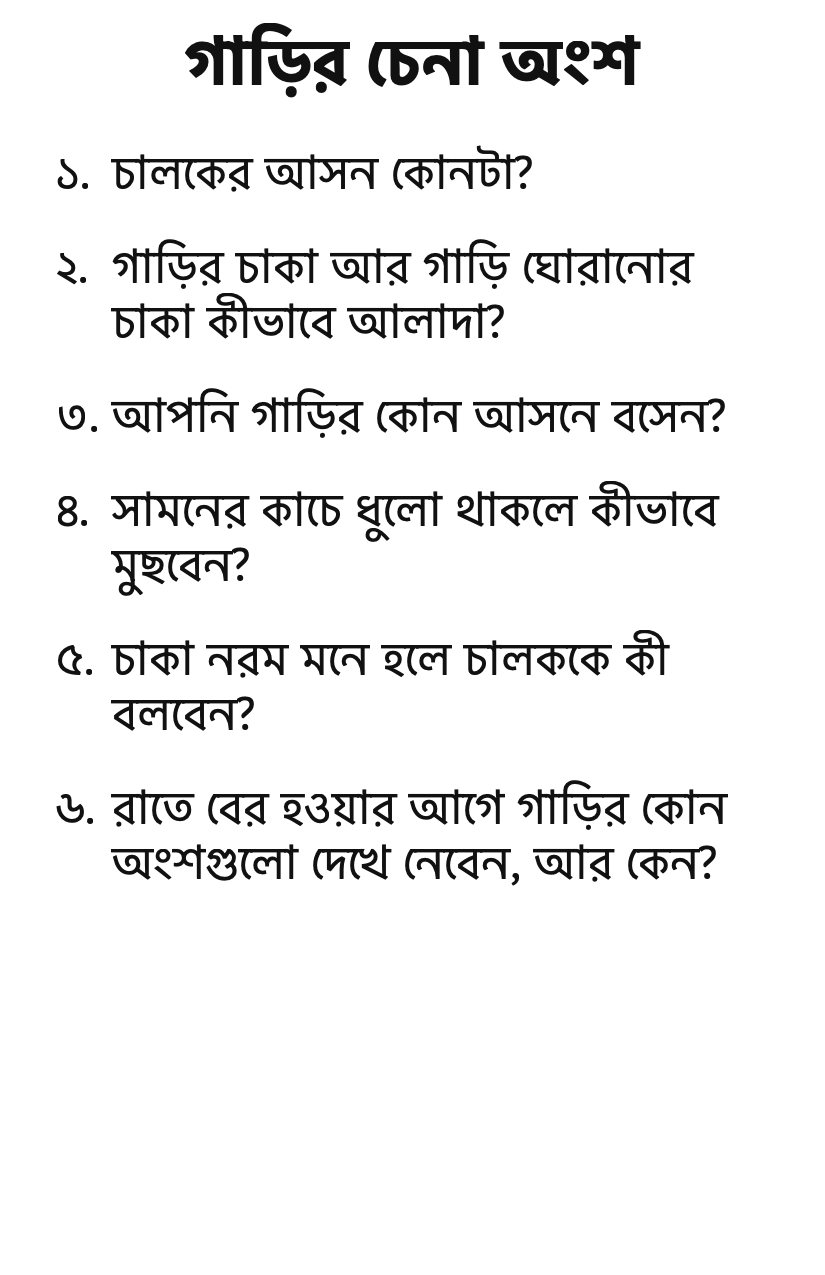 গাড়ির চেনা অংশ
১. চালকের আসন কোনটা?
২. গাড়ির চাকা আর গাড়ি ঘোরানোর
চাকা কীভাবে আলাদা?
৩. আপনি গাড়ির কোন আসনে বসেন?
৪. সামনের কাচে ধুলো থাকলে কীভাবে
মুছবেন?
৫. চাকা নরম মনে হলে চালককে কী
বলবেন?
৬. রাতে বের হওয়ার আগে গাড়ির কোন
অংশগুলো দেখে নেবেন, আর কেন?